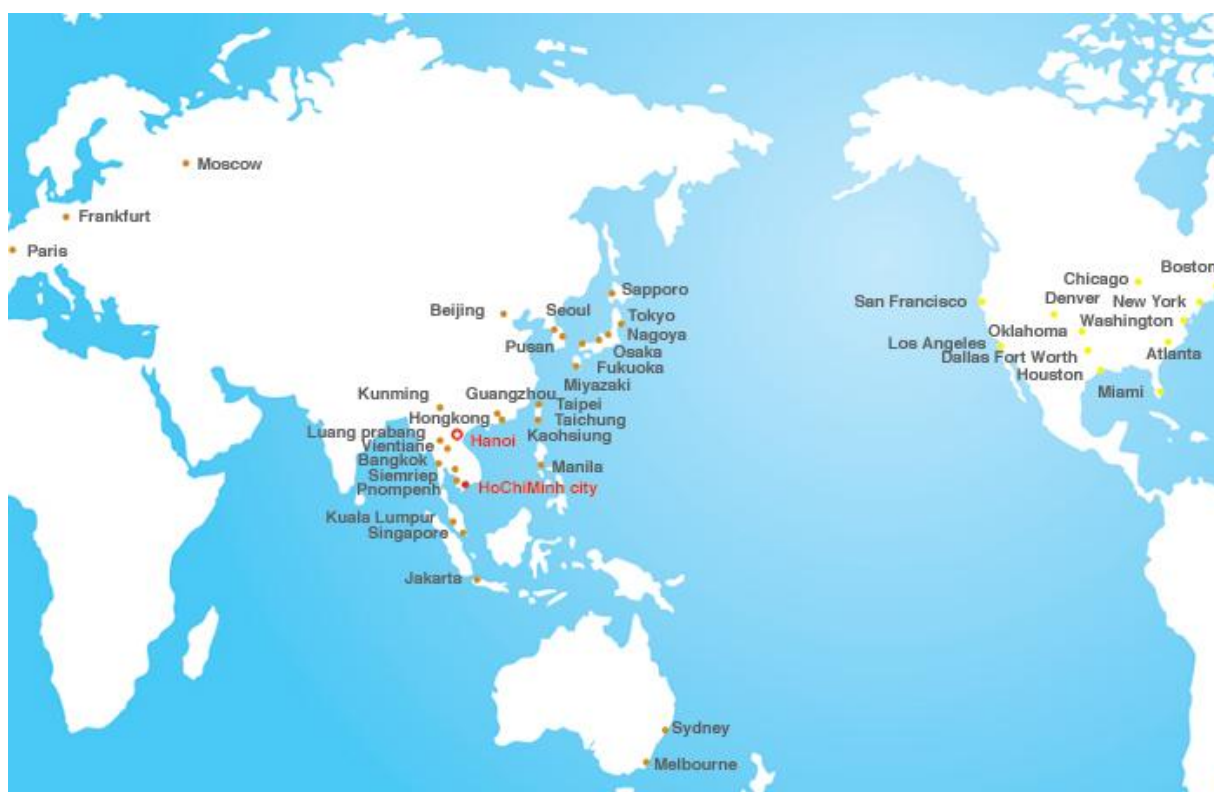 Moscow
Frankfurt
Paris
Boston
Chicago
Sapporo
San Francisco
Denver
New York
Beijing
Seoul
Tokyo
Washington
Oklahoma
Nagoya
Los Angeles
Pusan
Osaka
Dallas Fort Worth
Atlanta
Fukuoka
Houston
Miyazaki
Kunming
Guangzhou
Miami
Taipei
Hongkong
Taichung
Luang prabang
Kaohsiung
Hanoi
Vientiane
Bangkok
Manila
Siemriep
Pnompenh
HoChiMinh city
Kuala Lumpur
Singapore
Jakarta
Sydney
Melbourne